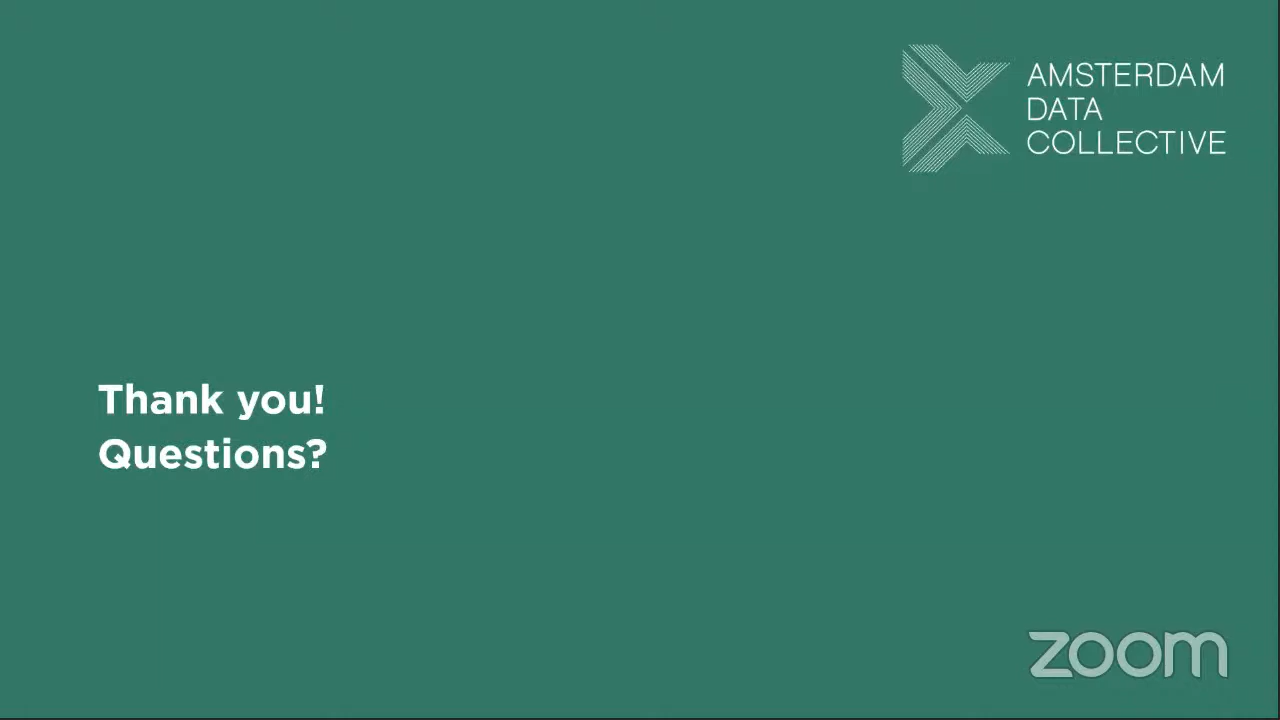 AMSTERDAM
DATA
COLLECTIVE
Thank you!
Questions?
zoom